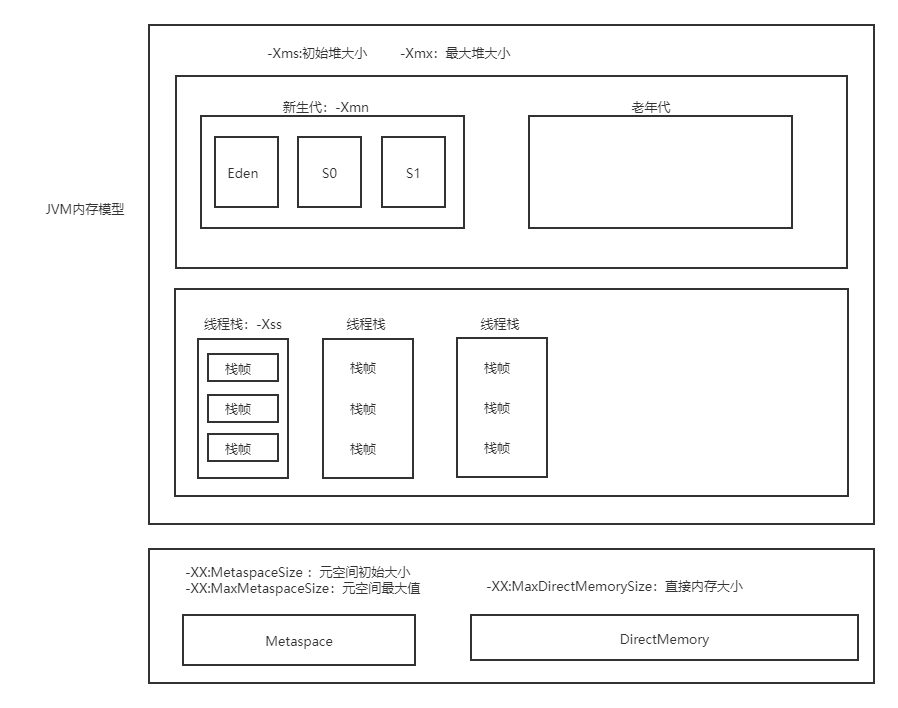 -Xms:初始堆大小 -Xmx：最大堆大小
新生代：-Xmn 老年代
Eden S0 S1
JVM内存模型
线程栈：-Xss 线程栈 线程栈
栈帧 栈帧 栈帧
栈帧 栈帧 栈帧
栈帧 栈帧 栈帧
-XX:MetaspaceSize ：元空间初始大小
-XX:MaxMetaspaceSize：元空间最大值
-XX:MaxDirectMemorySize：直接内存大小
Metaspace DirectMemory